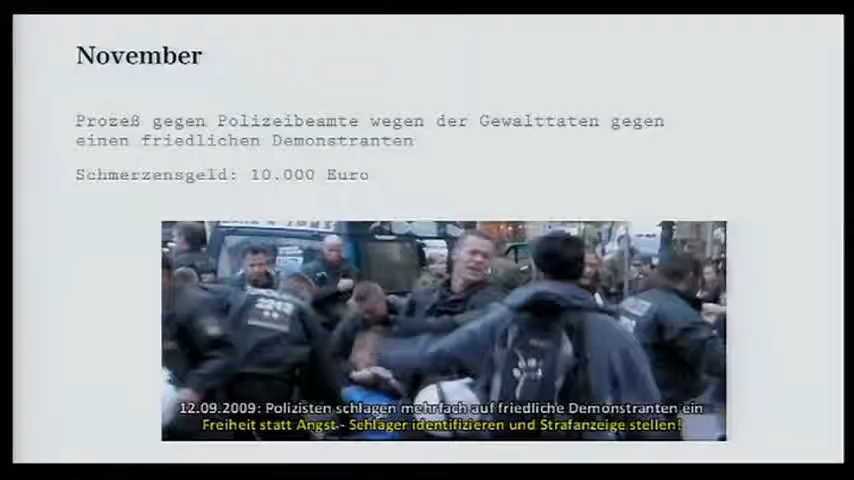 November
Prozeß gegen Polizeibeamte wegen der Gewalttaten gegen
einen friedlichen Demonstranten
Schmerzensgeld: 10.000 Euro
12.09.2009: Polizisten schlagen mehrfach auf friedliche Demonstranten ein
Freiheit statt Angst - Schläger identifizieren und Strafanzeige stellen!